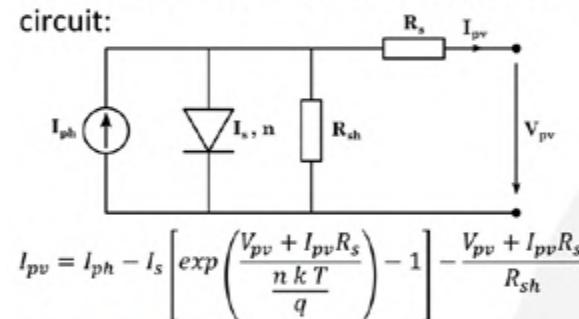 circuit:
R_s I_pv
I_ph I_s, n R_sh V_pv
I_pv = I_ph − I_s [exp((V_pv + I_pv R_s)/(n k T/q)) − 1] − (V_pv + I_pv R_s)/R_sh